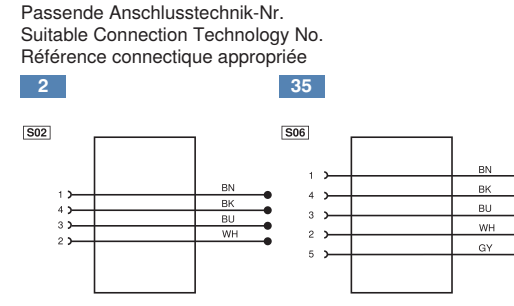 Passende Anschlusstechnik-Nr.
Suitable Connection Technology No.
Référence connectique appropriée
2
35
S02
1
4
3
2
BN
BK
BU
WH
S06
1
4
3
2
5
BN
BK
BU
WH
GY